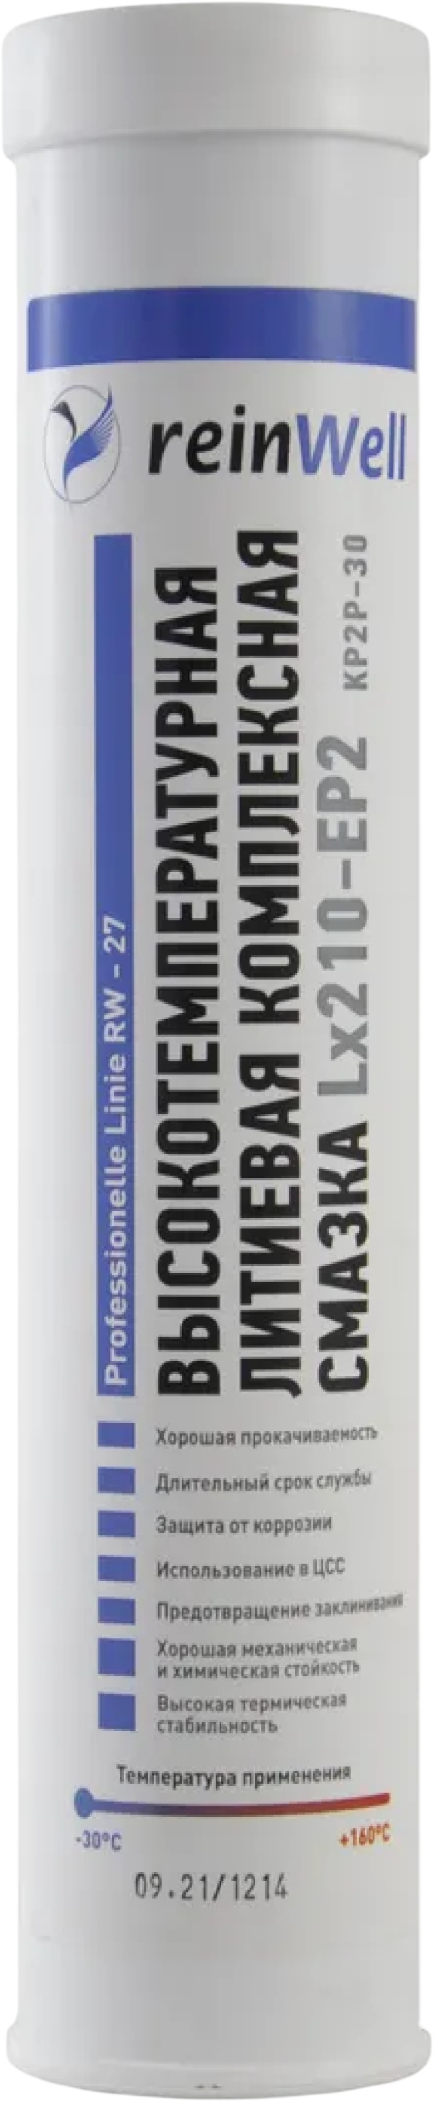 reinWell
Professionelle Linie RW - 27
ВЫСОКОТЕМПЕРАТУРНАЯ
ЛИТИЕВАЯ КОМПЛЕКСНАЯ
СМАЗКА Lx210-EP2 KP2P-30
Хорошая прокачиваемость
Длительный срок службы
Защита от коррозии
Использование в ЦСС
Предотвращение заклинивания
Хорошая механическая
и химическая стойкость
Высокая термическая
стабильность
Температура применения
-30°C +160°C
09.21/1214